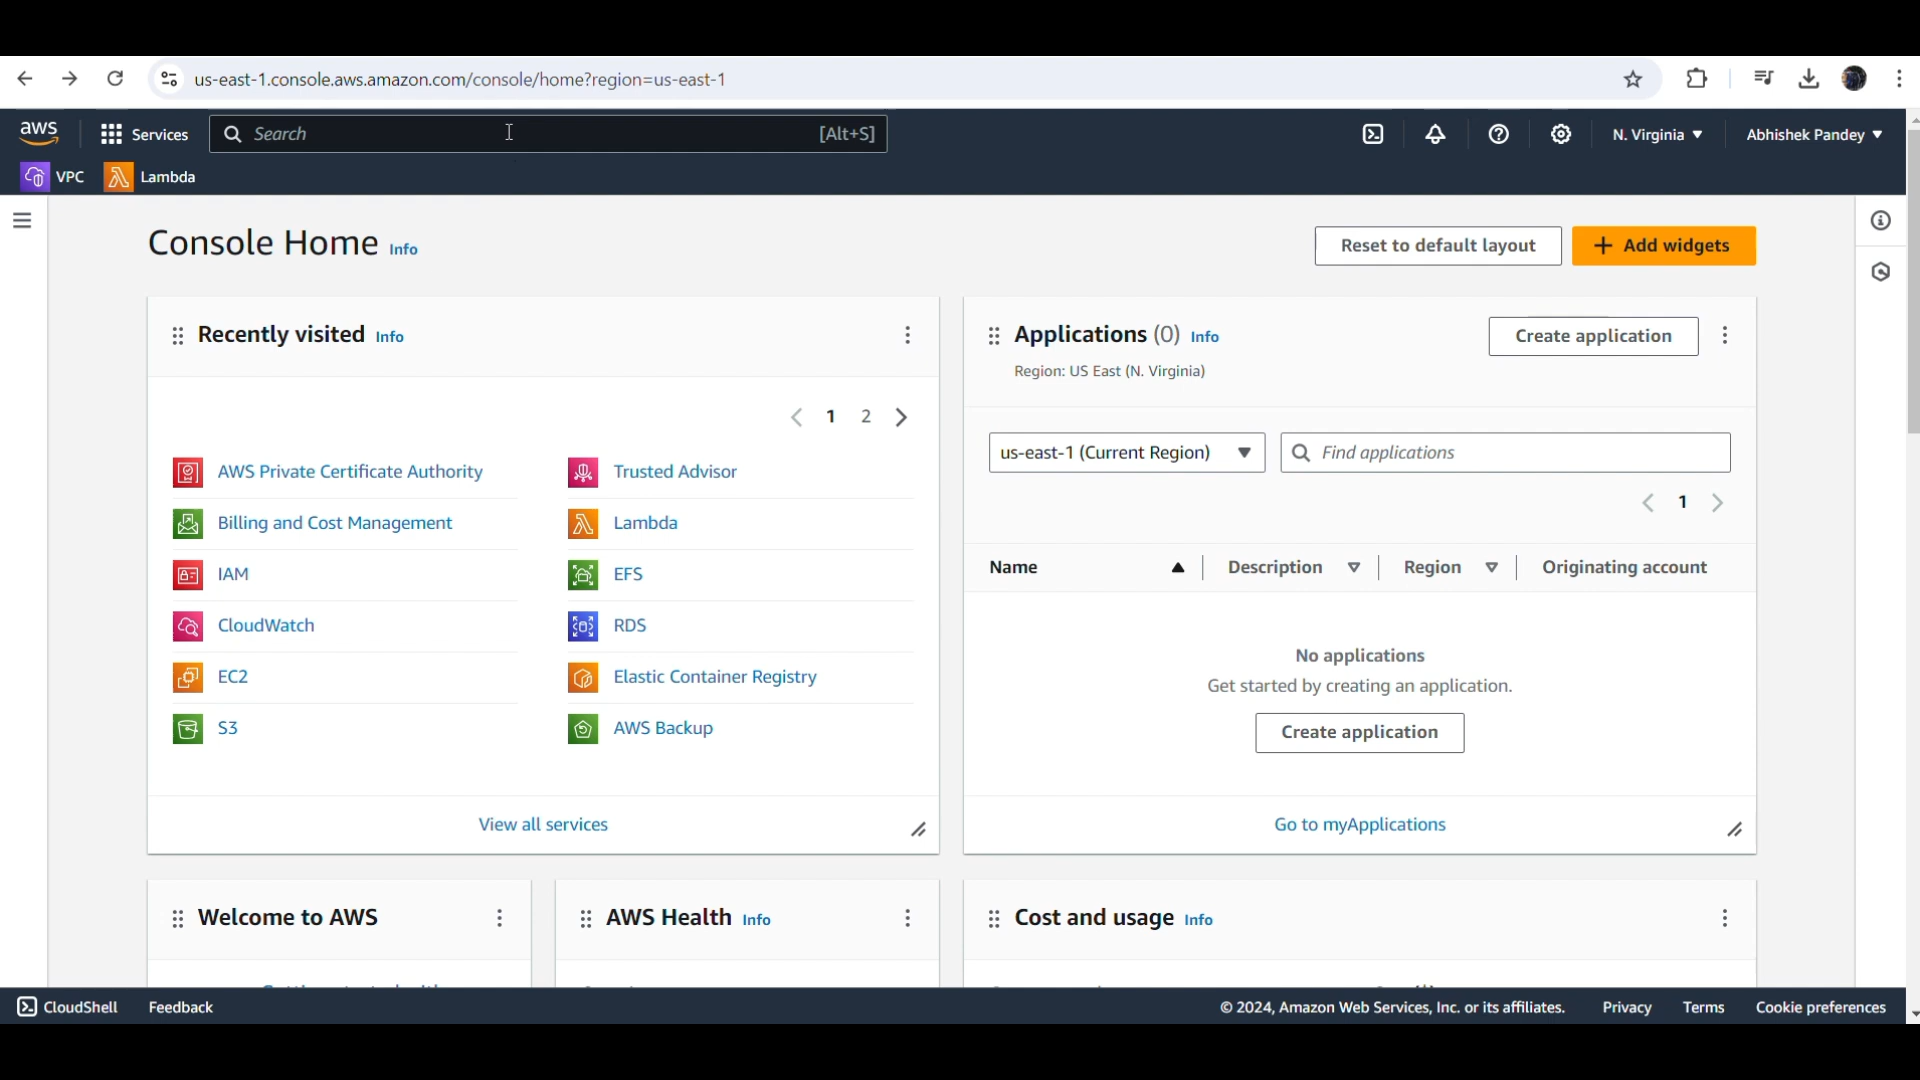 us-east-1.console.aws.amazon.com/console/home?region=us-east-1
aws
Services
Search
[Alt+S]
N. Virginia
Abhishek Pandey
VPC
Lambda
Console Home Info
Reset to default layout
Add widgets
Recently visited Info
1 2
AWS Private Certificate Authority
Billing and Cost Management
IAM
CloudWatch
EC2
S3
Trusted Advisor
Lambda
EFS
RDS
Elastic Container Registry
AWS Backup
View all services
Applications (0) Info
Region: US East (N. Virginia)
Create application
us-east-1 (Current Region)
Find applications
1
Name Description Region Originating account
No applications
Get started by creating an application.
Create application
Go to myApplications
Welcome to AWS
AWS Health Info
Cost and usage Info
CloudShell Feedback
© 2024, Amazon Web Services, Inc. or its affiliates. Privacy Terms Cookie preferences